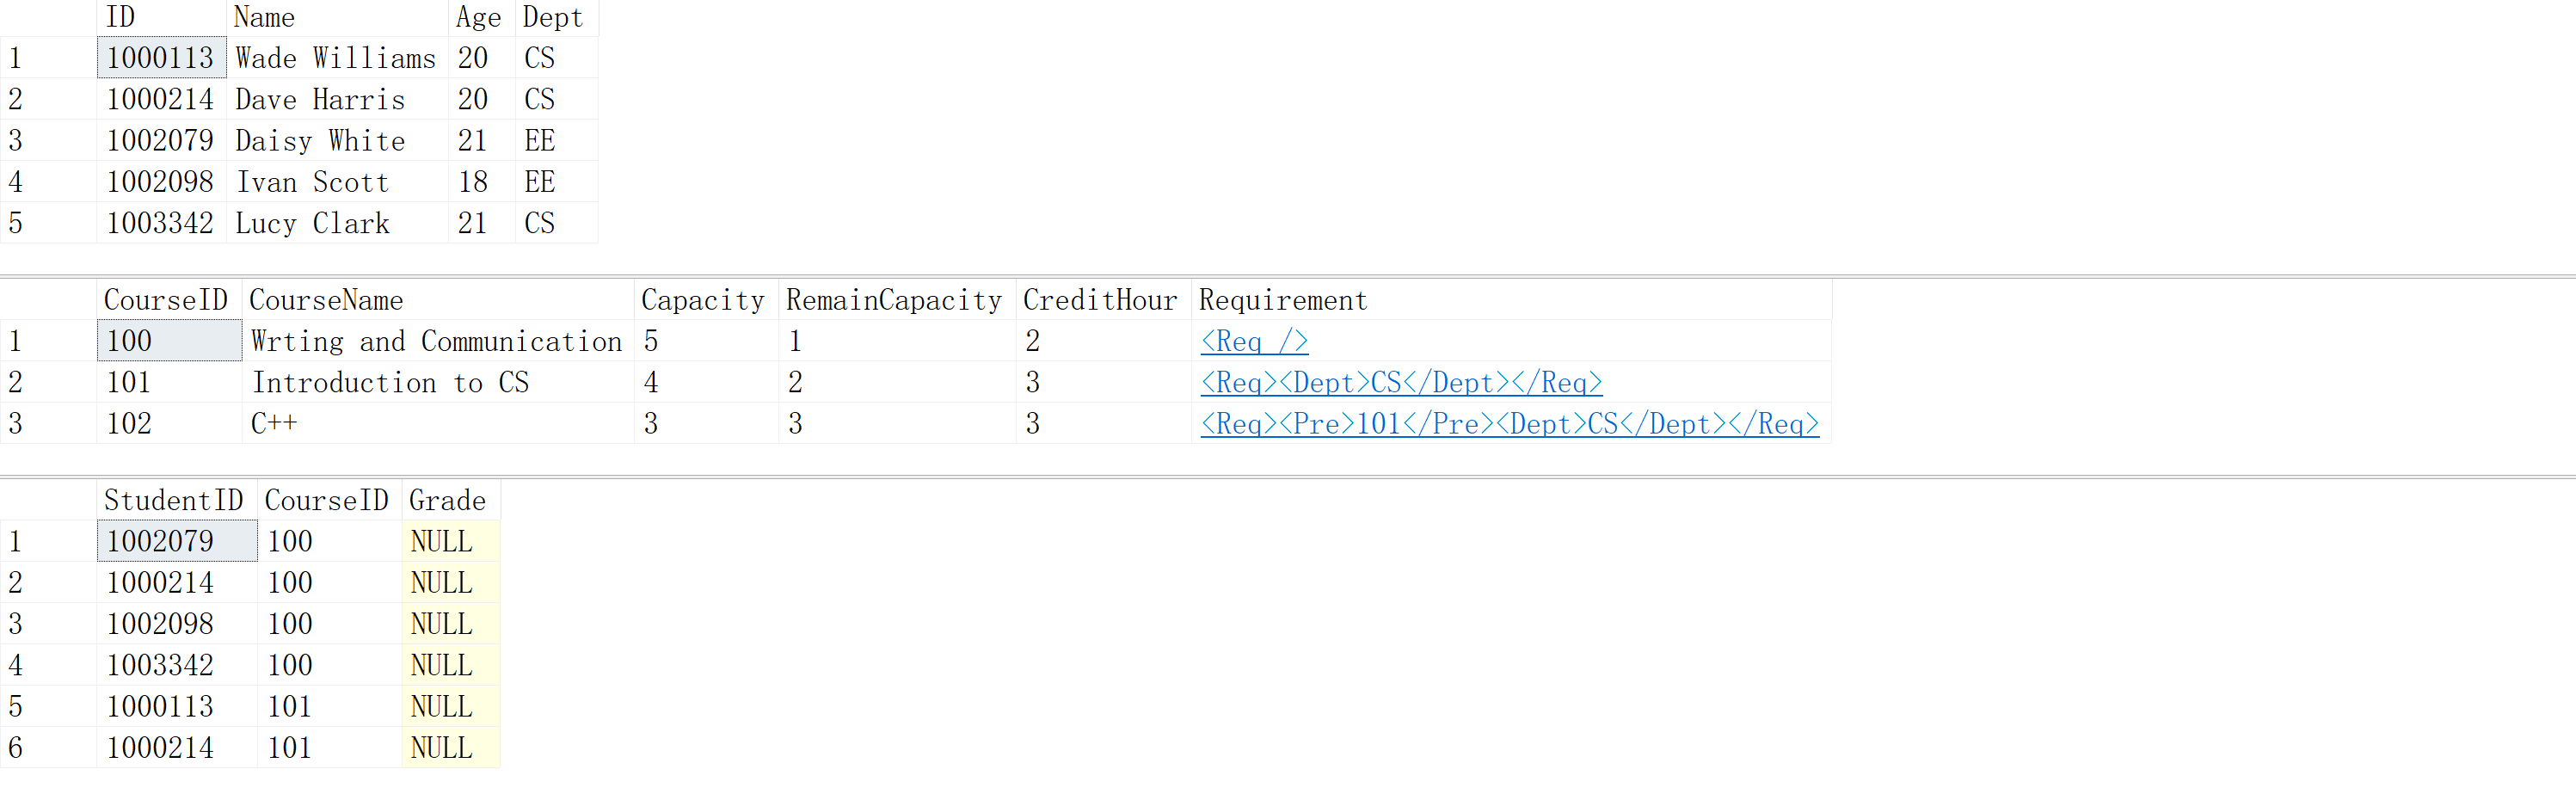 ID Name Age Dept
1 1000113 Wade Williams 20 CS
2 1000214 Dave Harris 20 CS
3 1002079 Daisy White 21 EE
4 1002098 Ivan Scott 18 EE
5 1003342 Lucy Clark 21 CS
CourseID CourseName Capacity RemainCapacity CreditHour Requirement
1 100 Wrting and Communication 5 1 2 <Req />
2 101 Introduction to CS 4 2 3 <Req><Dept>CS</Dept></Req>
3 102 C++ 3 3 3 <Req><Pre>101</Pre><Dept>CS</Dept></Req>
StudentID CourseID Grade
1 1002079 100 NULL
2 1000214 100 NULL
3 1002098 100 NULL
4 1003342 100 NULL
5 1000113 101 NULL
6 1000214 101 NULL